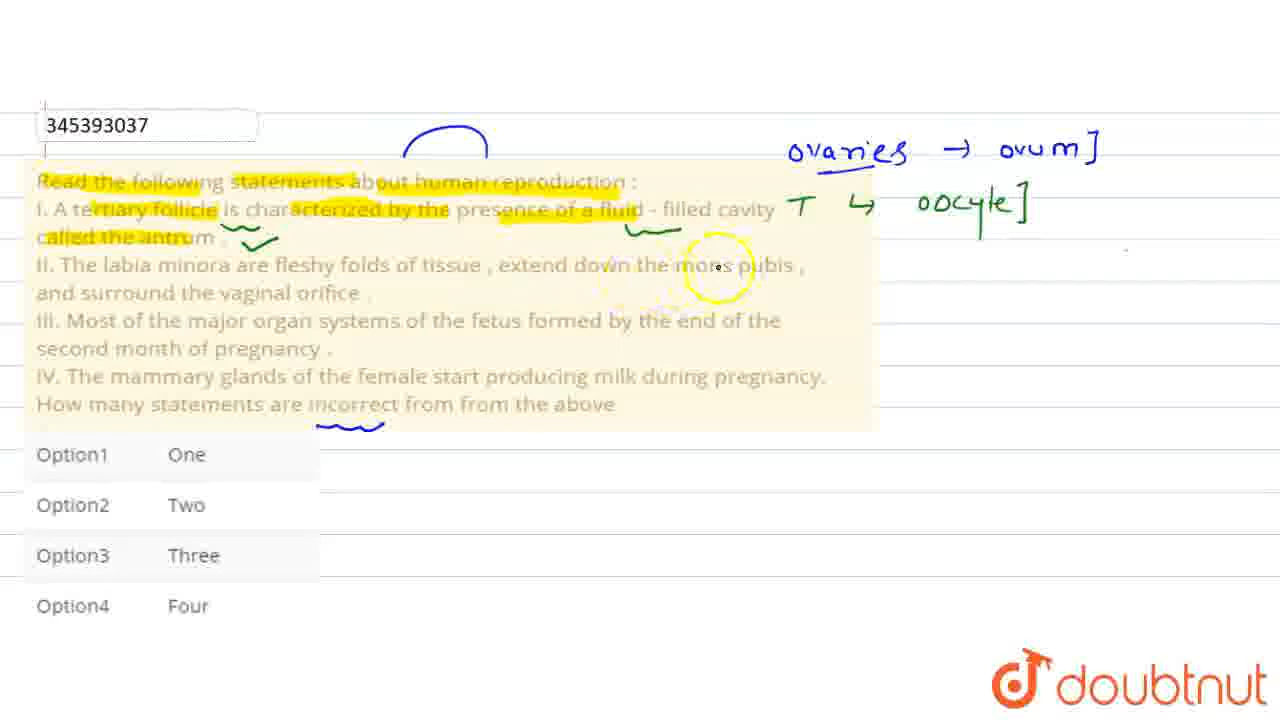 345393037
ovaries → ovum]
Read the following statements about human reproduction :
T ↳ oocyte]
I. A tertiary follicle is characterized by the presence of a fluid - filled cavity
called the antrum .
II. The labia minora are fleshy folds of tissue , extend down the mons pubis ,
and surround the vaginal orifice .
III. Most of the major organ systems of the fetus formed by the end of the
second month of pregnancy .
IV. The mammary glands of the female start producing milk during pregnancy.
How many statements are incorrect from from the above
Option1 One
Option2 Two
Option3 Three
Option4 Four
doubtnut